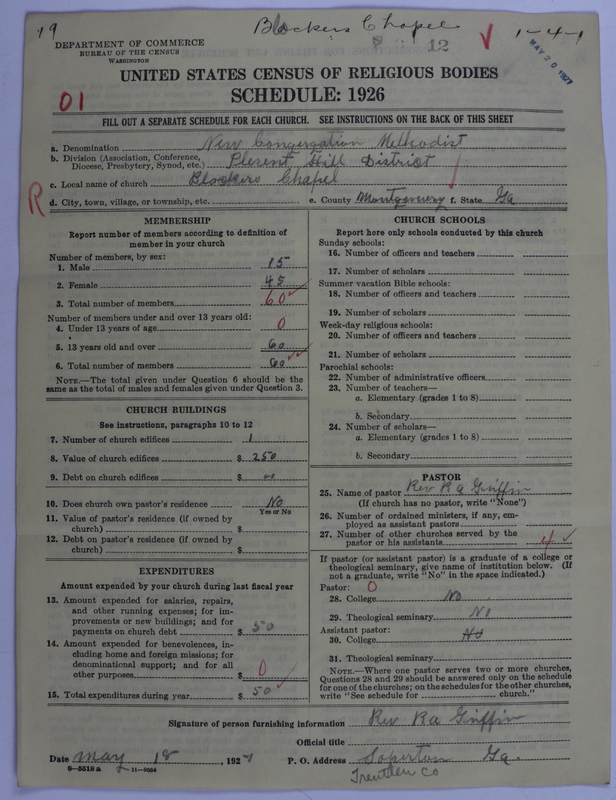 19
Blockers Chapel
12
1-4-1
MAY 20 1927
DEPARTMENT OF COMMERCE
BUREAU OF THE CENSUS
WASHINGTON
UNITED STATES CENSUS OF RELIGIOUS BODIES
SCHEDULE: 1926
01
FILL OUT A SEPARATE SCHEDULE FOR EACH CHURCH. SEE INSTRUCTIONS ON THE BACK OF THIS SHEET
a. Denomination New Congergation Methodist
b. Division (Association, Conference, Diocese, Presbytery, Synod, etc.) Plesent Hill District
c. Local name of church Blockers Chapel
R
d. City, town, village, or township, etc. e. County Montgomery f. State Ga
MEMBERSHIP
Report number of members according to definition of
member in your church
Number of members, by sex:
1. Male 15
2. Female 45
3. Total number of members 60
Number of members under and over 13 years old:
4. Under 13 years of age 0
5. 13 years old and over 60
6. Total number of members 60
NOTE.—The total given under Question 6 should be
same as the total of males and females given under Question 3.
CHURCH BUILDINGS
See instructions, paragraphs 10 to 12
7. Number of church edifices 1
8. Value of church edifices $ 250
9. Debt on church edifices $ 00
10. Does church own pastor's residence No
Yes or No
11. Value of pastor's residence (if owned by
church) $
12. Debt on pastor's residence (if owned by
church) $
EXPENDITURES
Amount expended by your church during last fiscal year
13. Amount expended for salaries, repairs,
and other running expenses; for im-
provements or new buildings; and for
payments on church debt $ 50
14. Amount expended for benevolences, in-
cluding home and foreign missions; for
denominational support; and for all
other purposes $ 0
15. Total expenditures during year $ 50
CHURCH SCHOOLS
Report here only schools conducted by this church
Sunday schools:
16. Number of officers and teachers
17. Number of scholars
Summer vacation Bible schools:
18. Number of officers and teachers
19. Number of scholars
Week-day religious schools:
20. Number of officers and teachers
21. Number of scholars
Parochial schools:
22. Number of administrative officers
23. Number of teachers—
a. Elementary (grades 1 to 8)
b. Secondary
24. Number of scholars—
a. Elementary (grades 1 to 8)
b. Secondary
PASTOR
25. Name of pastor Rev R a Griffin
(If church has no pastor, write "None")
26. Number of ordained ministers, if any, em-
ployed as assistant pastors
27. Number of other churches served by the
pastor or his assistants 4
If pastor (or assistant pastor) is a graduate of a college or
theological seminary, give name of institution below. (If
not a graduate, write "No" in the space indicated.)
Pastor: 0
28. College No
29. Theological seminary No
Assistant pastor:
30. College No
31. Theological seminary
NOTE.—Where one pastor serves two or more churches,
Questions 28 and 29 should be answered only on the schedule
for one of the churches; on the schedules for the other churches,
write "See schedule for church."
Signature of person furnishing information Rev Ra Griffin
Official title
Date May 18, 1927 P. O. Address Soperton Ga.
8-5518a 11-9054
Treutlen Co